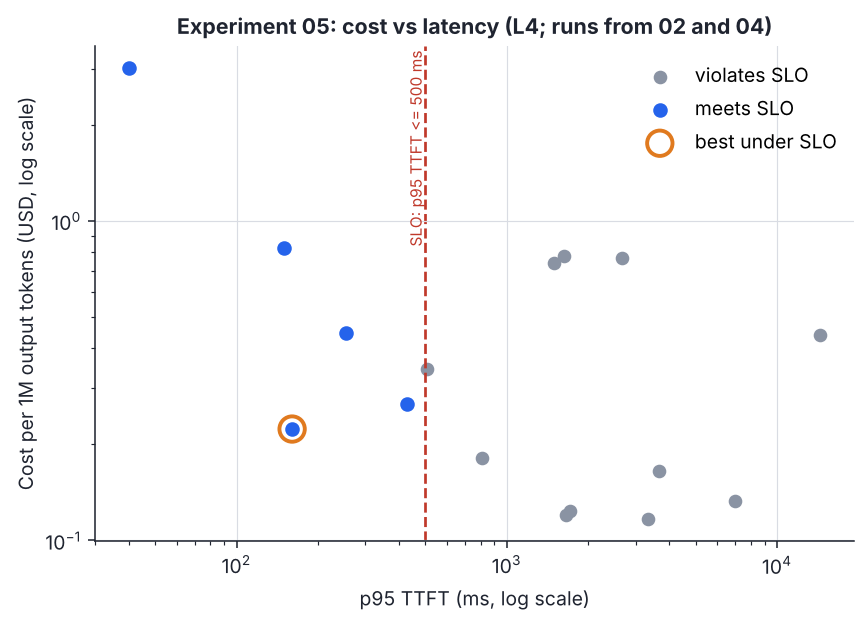 Experiment 05: cost vs latency (L4; runs from 02 and 04)
violates SLO
meets SLO
best under SLO
SLO: p95 TTFT <= 500 ms
Cost per 1M output tokens (USD, log scale)
10⁰
10⁻¹
10²
10³
10⁴
p95 TTFT (ms, log scale)